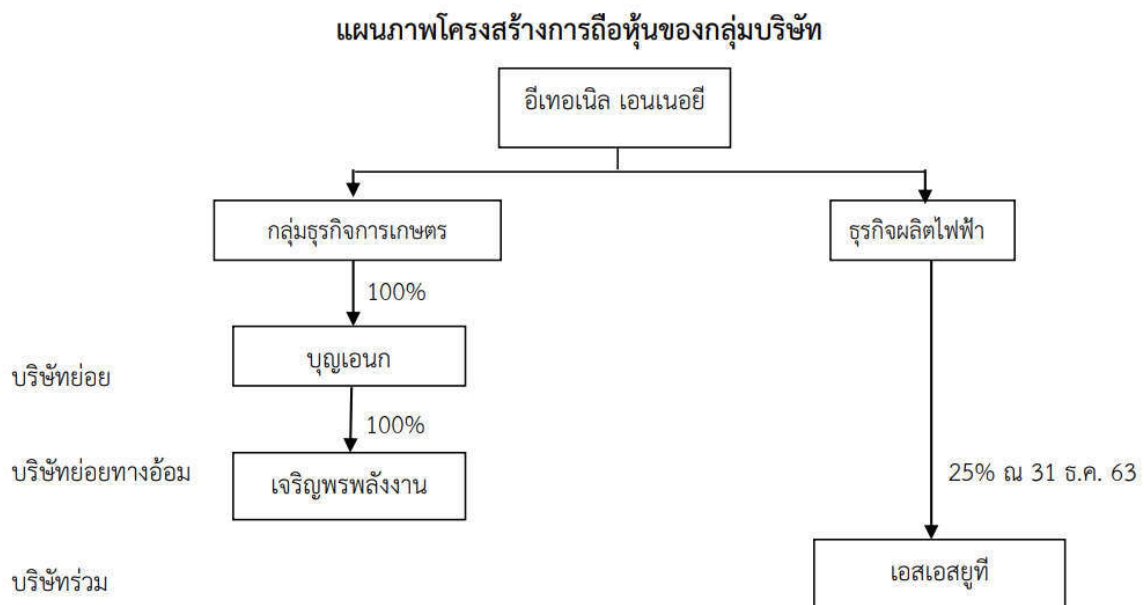 แผนภาพโครงสร้างการถือหุ้นของกลุ่มบริษัท
อีเทอเนิล เอนเนอยี
กลุ่มธุรกิจการเกษตร
ธุรกิจผลิตไฟฟ้า
100%
บุญเอนก
บริษัทย่อย
100%
บริษัทย่อยทางอ้อม
เจริญพรพลังงาน
25% ณ 31 ธ.ค. 63
เอสเอสยูที
บริษัทร่วม